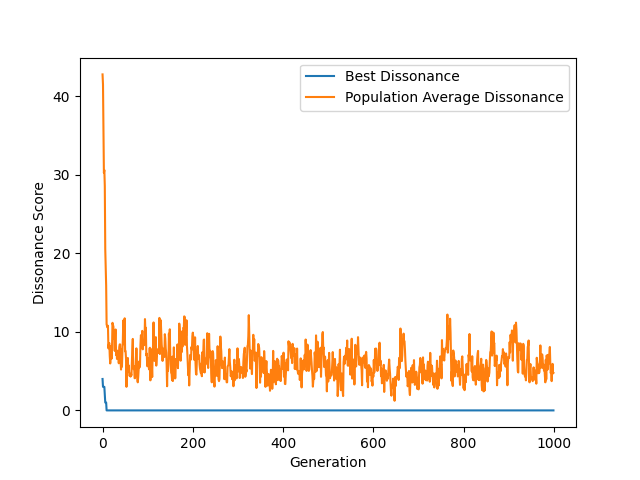 Best Dissonance
Population Average Dissonance
40
30
20
10
0
Dissonance Score
0 200 400 600 800 1000
Generation